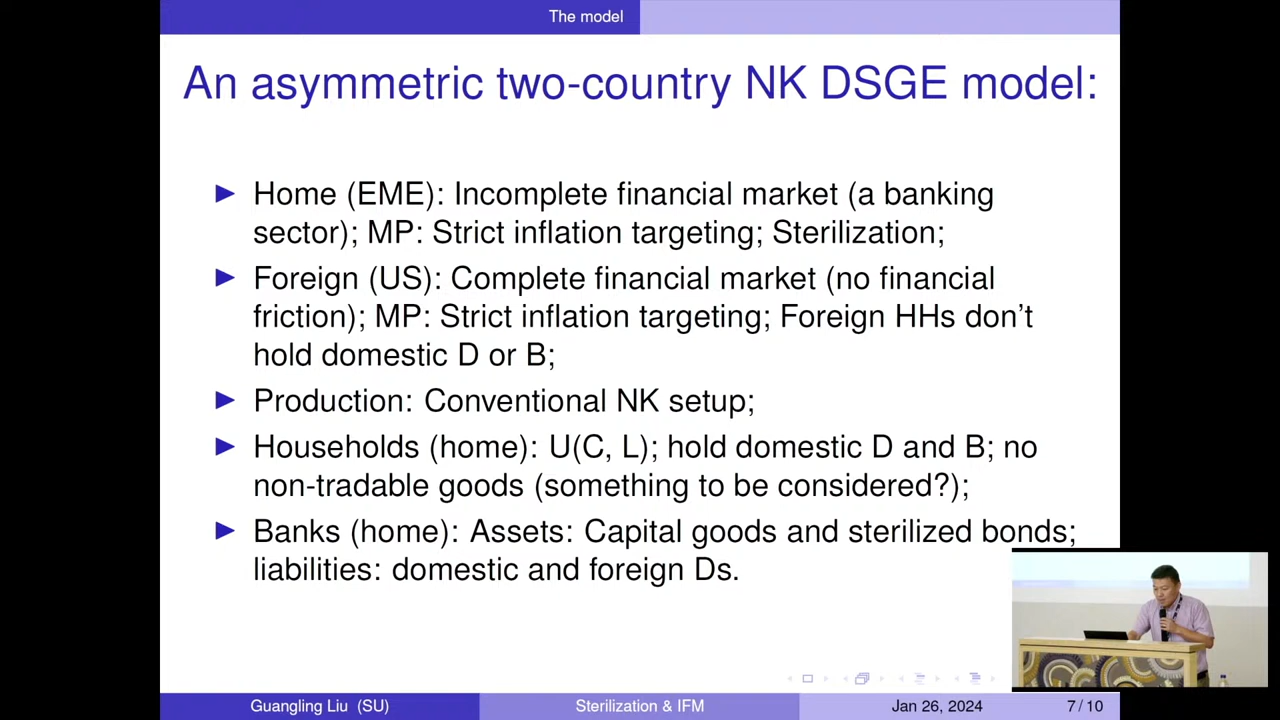 The model
An asymmetric two-country NK DSGE model:
Home (EME): Incomplete financial market (a banking
sector); MP: Strict inflation targeting; Sterilization;
Foreign (US): Complete financial market (no financial
friction); MP: Strict inflation targeting; Foreign HHs don't
hold domestic D or B;
Production: Conventional NK setup;
Households (home): U(C, L); hold domestic D and B; no
non-tradable goods (something to be considered?);
Banks (home): Assets: Capital goods and sterilized bonds;
liabilities: domestic and foreign Ds.
Guangling Liu (SU)
Sterilization & IFM
Jan 26, 2024
7 / 10